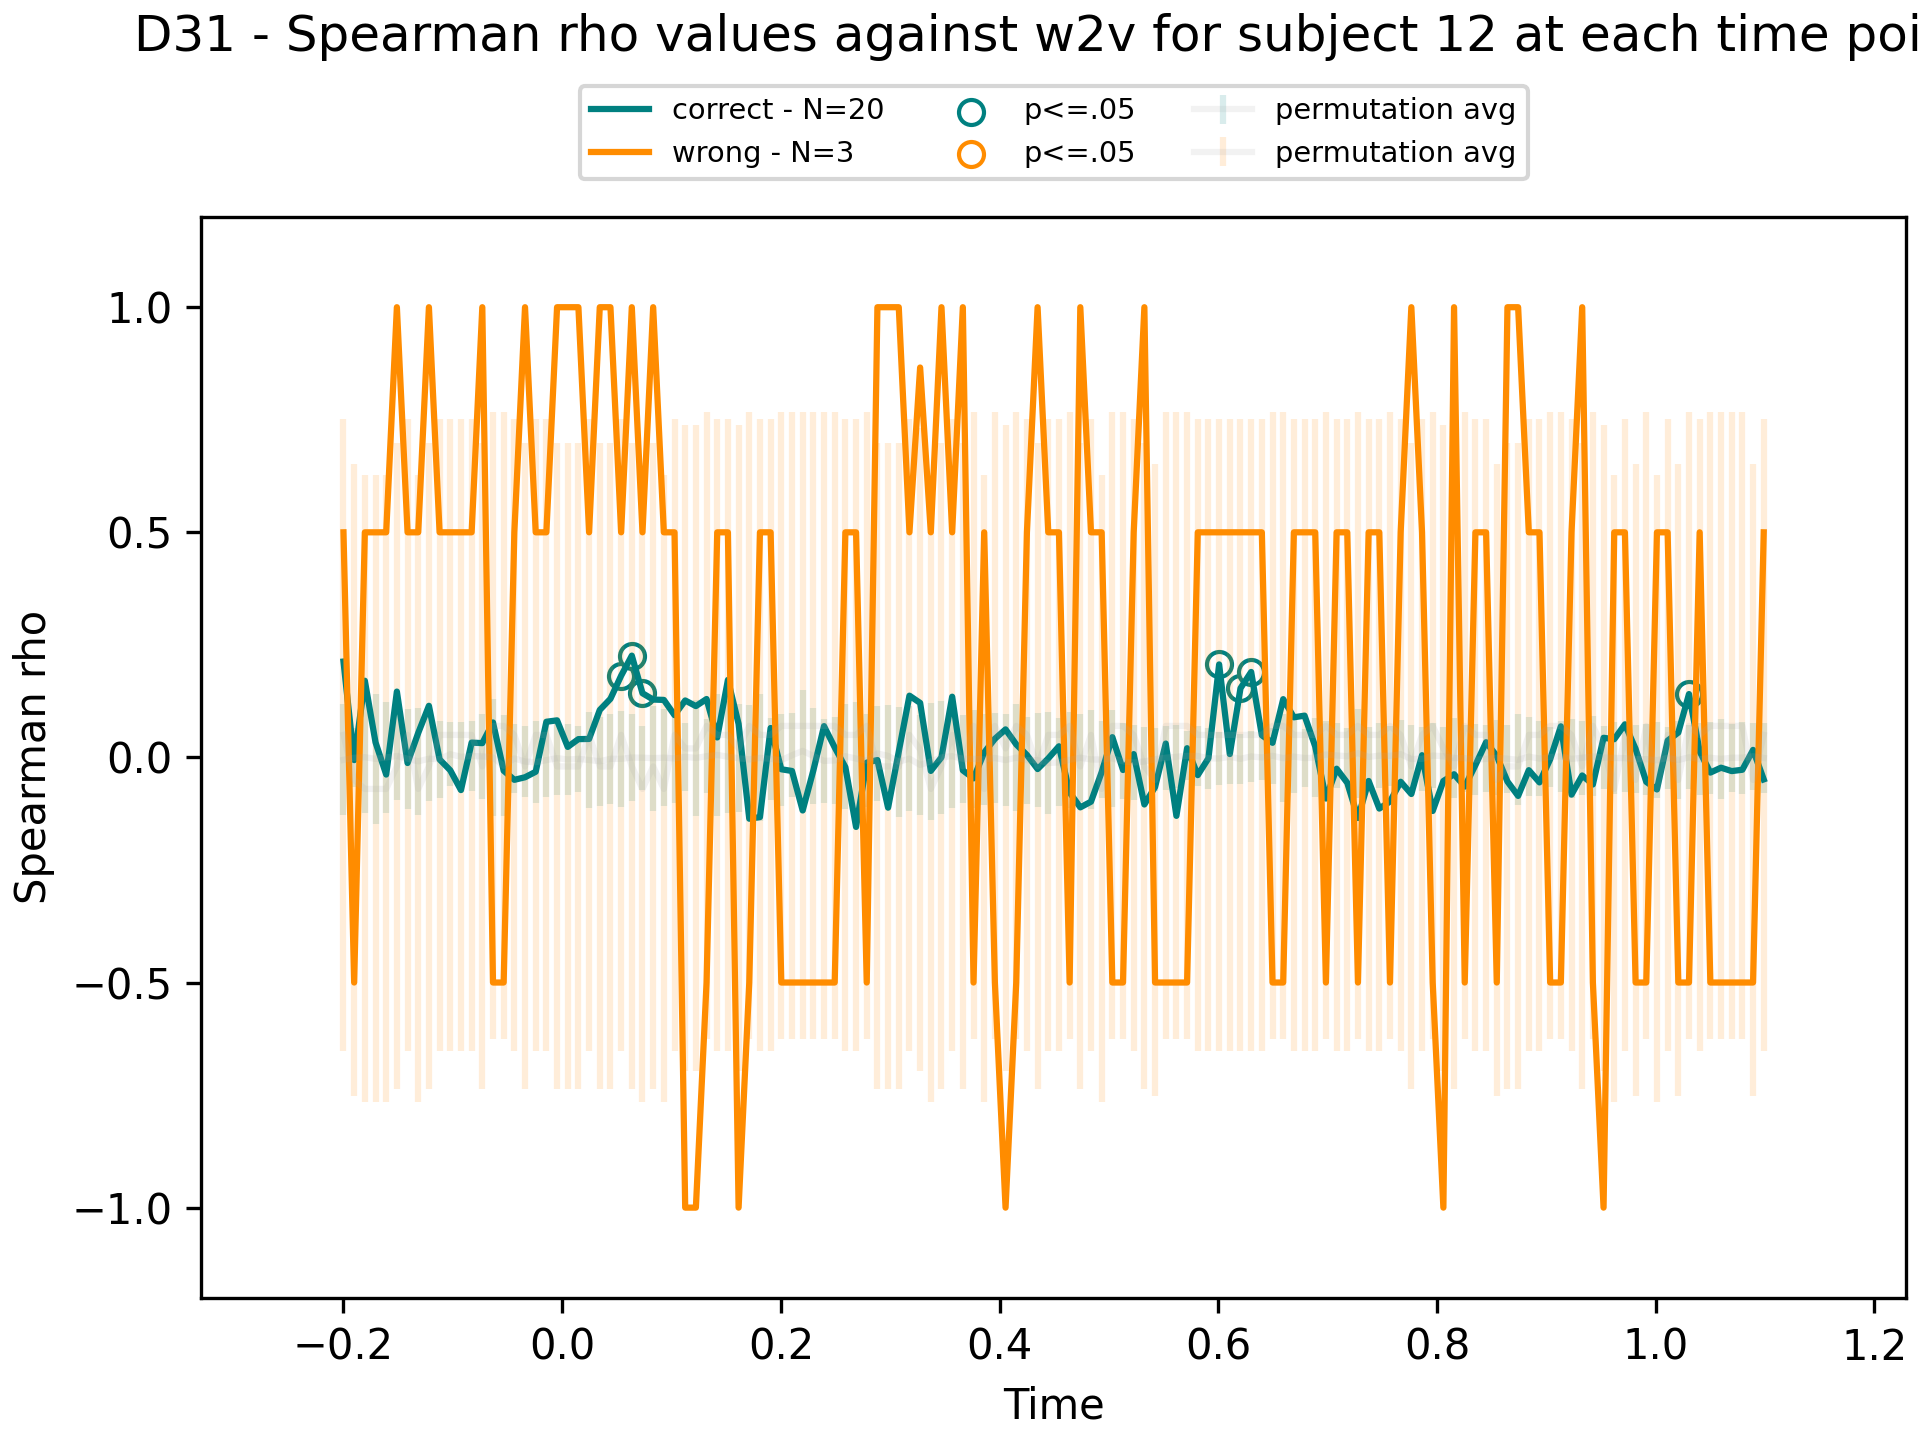 D31 - Spearman rho values against w2v for subject 12 at each time poi
correct - N=20 p<=.05 permutation avg
wrong - N=3 p<=.05 permutation avg
1.0
0.5
0.0
−0.5
−1.0
Spearman rho
−0.2 0.0 0.2 0.4 0.6 0.8 1.0 1.2
Time